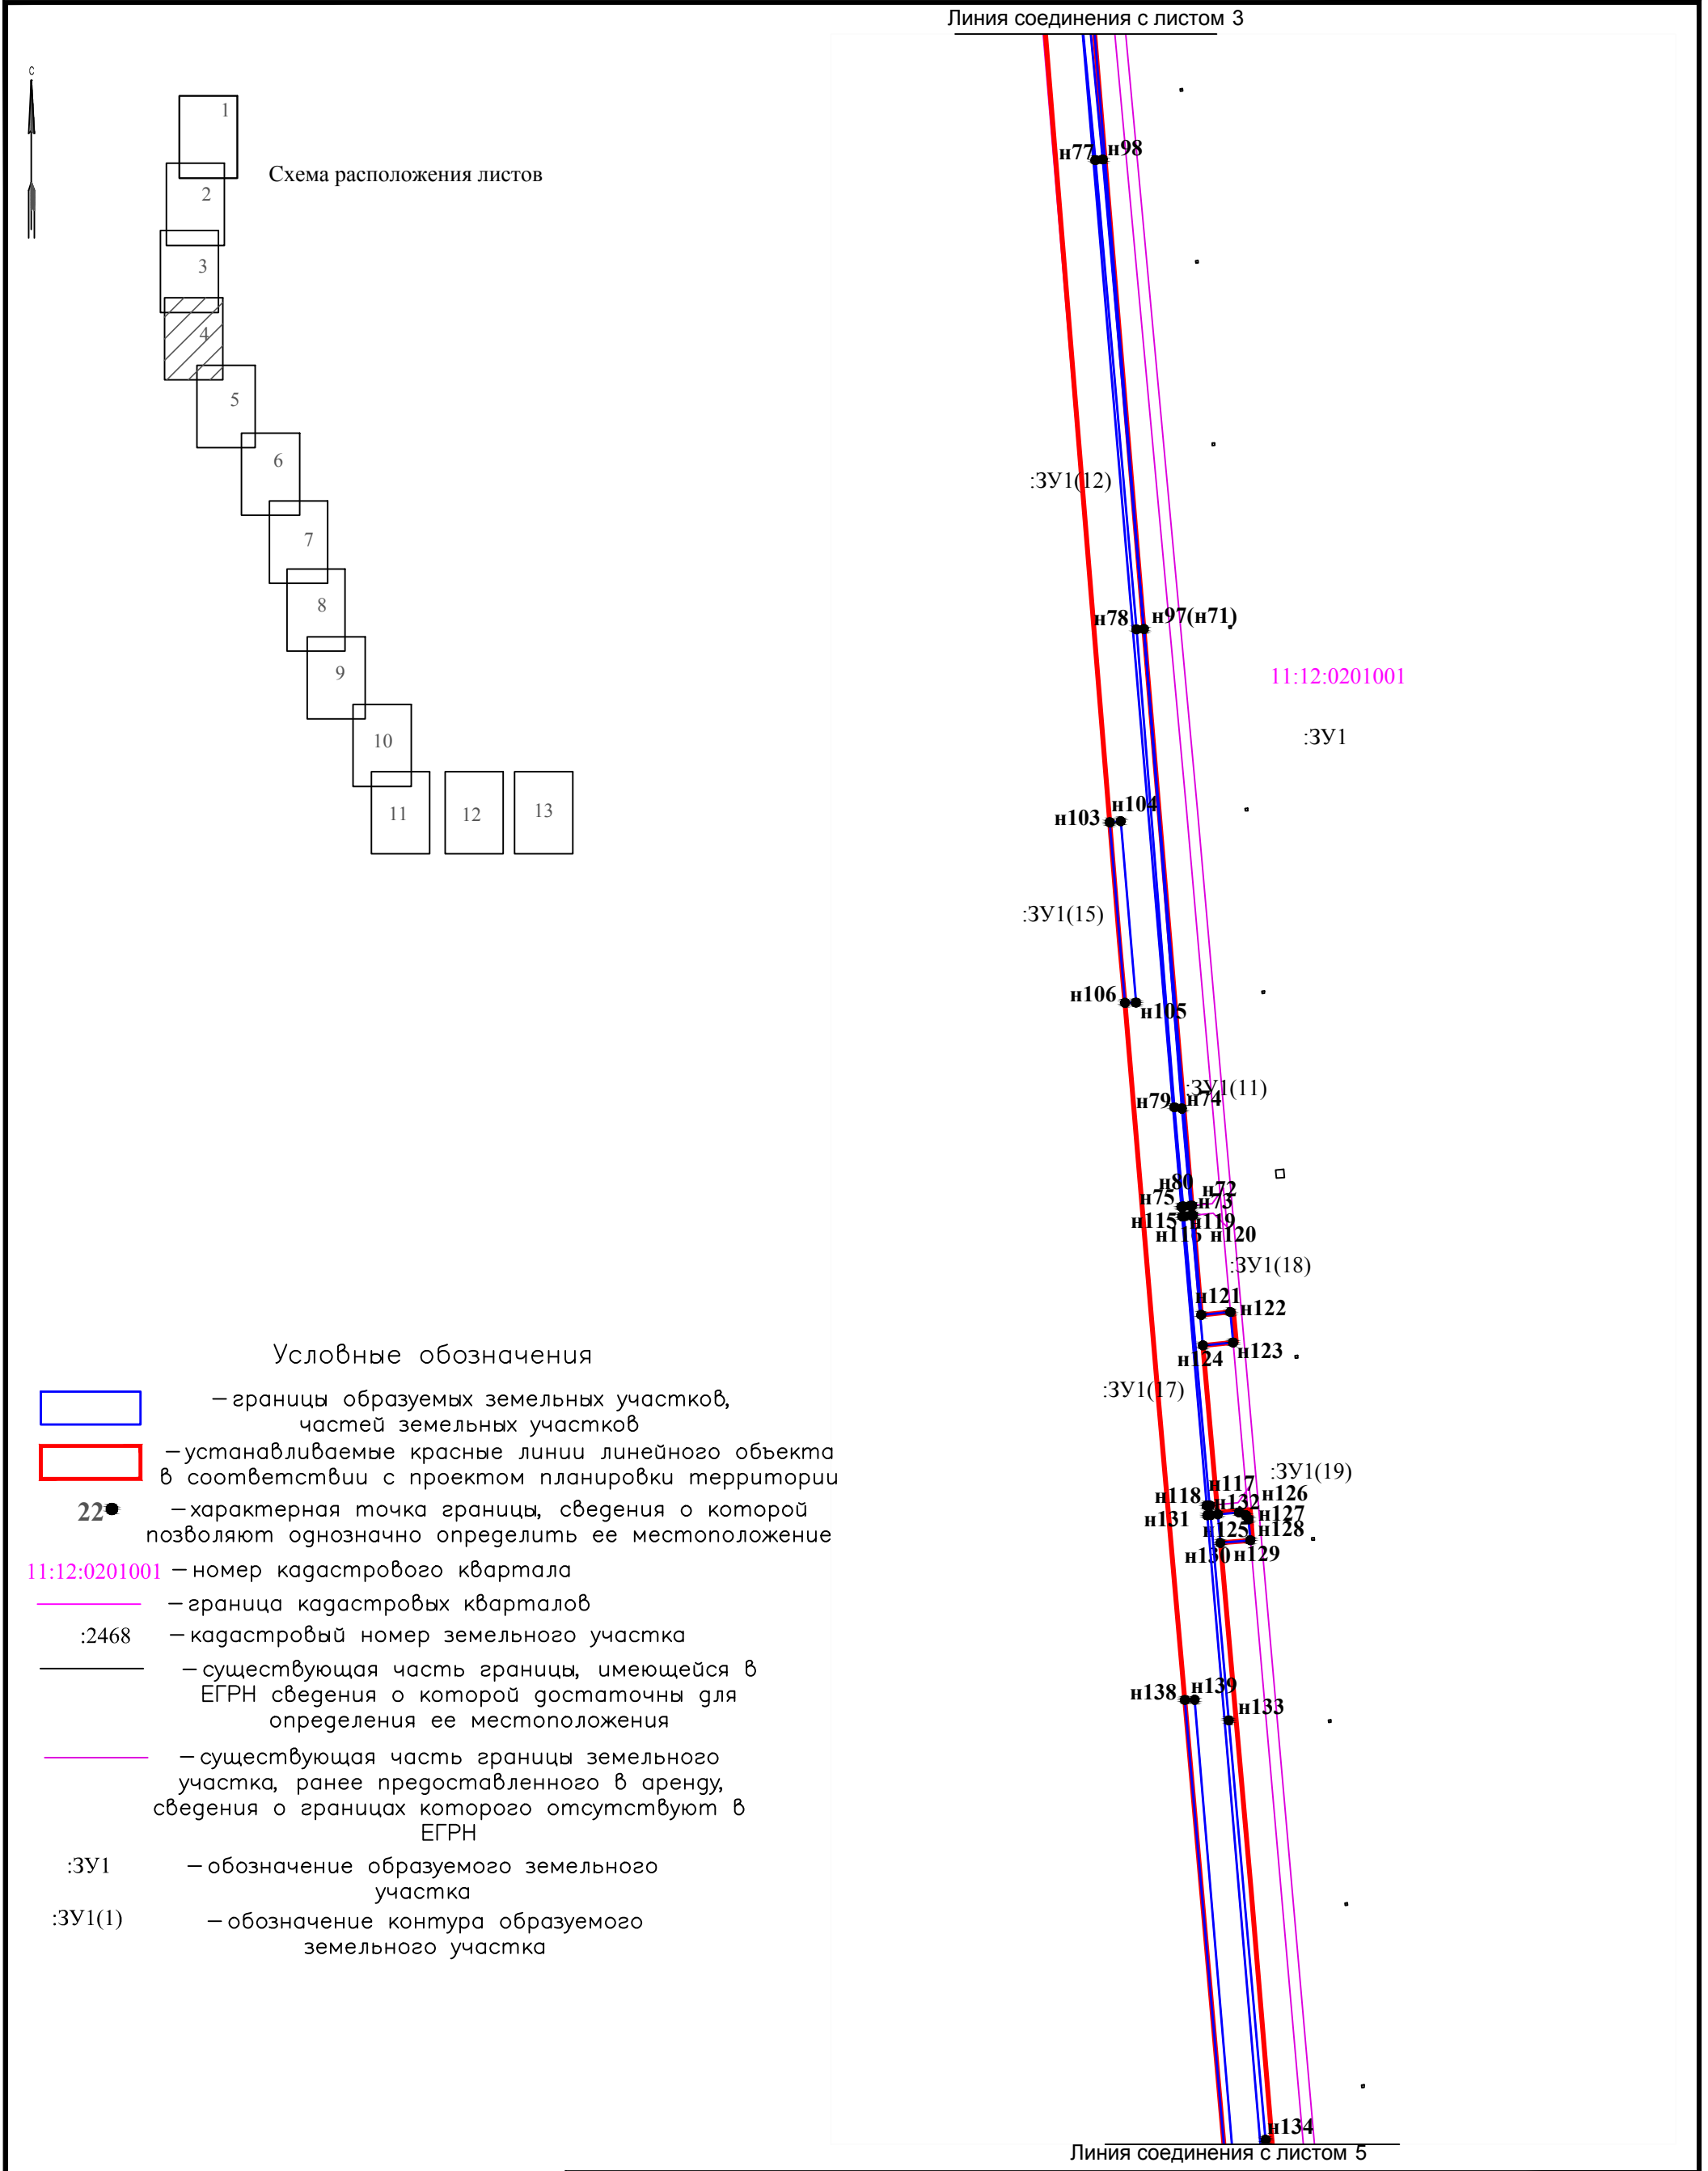 Линия соединения с листом 3
С
1
2
Схема расположения листов
3
4
5
6
7
8
9
10
11
12
13
н77
н98
:ЗУ1(12)
н78
н97(н71)
11:12:0201001
:ЗУ1
н104
н103
:ЗУ1(15)
н106
н105
:ЗУ1(11)
н79
н74
н80
н72
н75
н73
н115
н119
н116
н120
:ЗУ1(18)
н121
н122
н123
н124
:ЗУ1(17)
:ЗУ1(19)
н117
н118
н126
н132
н131
н127
н125
н128
н130
н129
н139
н138
н133
н134
Линия соединения с листом 5
Условные обозначения
– границы образуемых земельных участков,
частей земельных участков
– устанавливаемые красные линии линейного объекта
в соответствии с проектом планировки территории
22
– характерная точка границы, сведения о которой
позволяют однозначно определить ее местоположение
11:12:0201001 – номер кадастрового квартала
– граница кадастровых кварталов
:2468 – кадастровый номер земельного участка
– существующая часть границы, имеющейся в
ЕГРН сведения о которой достаточны для
определения ее местоположения
– существующая часть границы земельного
участка, ранее предоставленного в аренду,
сведения о границах которого отсутствуют в
ЕГРН
:ЗУ1 – обозначение образуемого земельного
участка
:ЗУ1(1) – обозначение контура образуемого
земельного участка